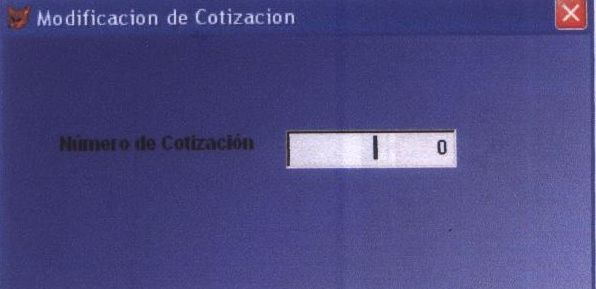 Modificacion de Cotizacion
Número de Cotización
0